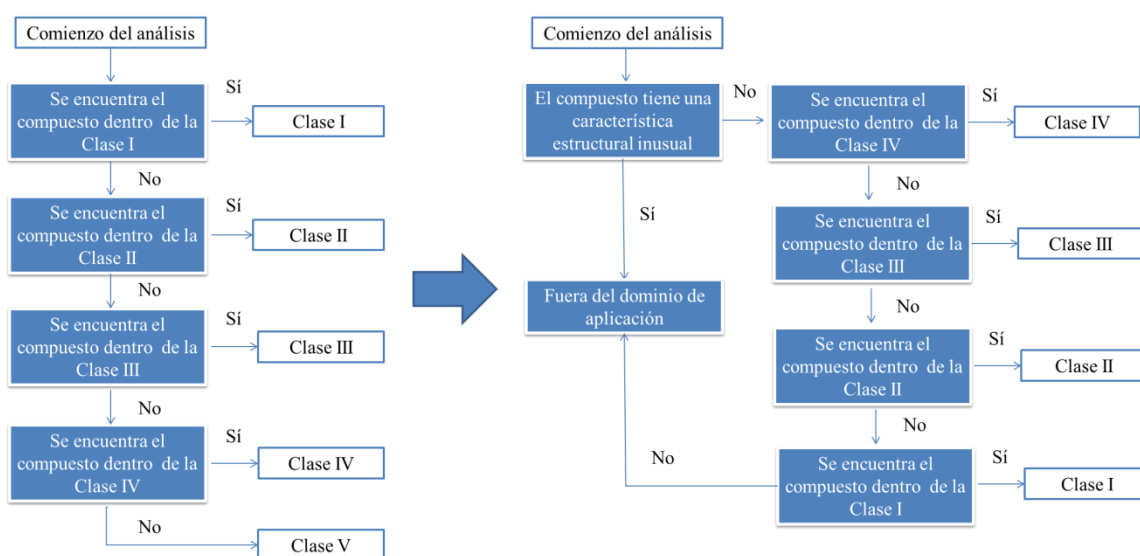 Comienzo del análisis
Se encuentra el
compuesto dentro de la
Clase I
Sí
Clase I
No
Se encuentra el
compuesto dentro de la
Clase II
Sí
Clase II
No
Se encuentra el
compuesto dentro de la
Clase III
Sí
Clase III
No
Se encuentra el
compuesto dentro de la
Clase IV
Sí
Clase IV
No
Clase V
Comienzo del análisis
El compuesto tiene una
característica
estructural inusual
No
Sí
Fuera del dominio de
aplicación
Se encuentra el
compuesto dentro de la
Clase IV
Sí
Clase IV
No
Se encuentra el
compuesto dentro de la
Clase III
Sí
Clase III
No
Se encuentra el
compuesto dentro de la
Clase II
Sí
Clase II
No
Se encuentra el
compuesto dentro de la
Clase I
Sí
Clase I
No